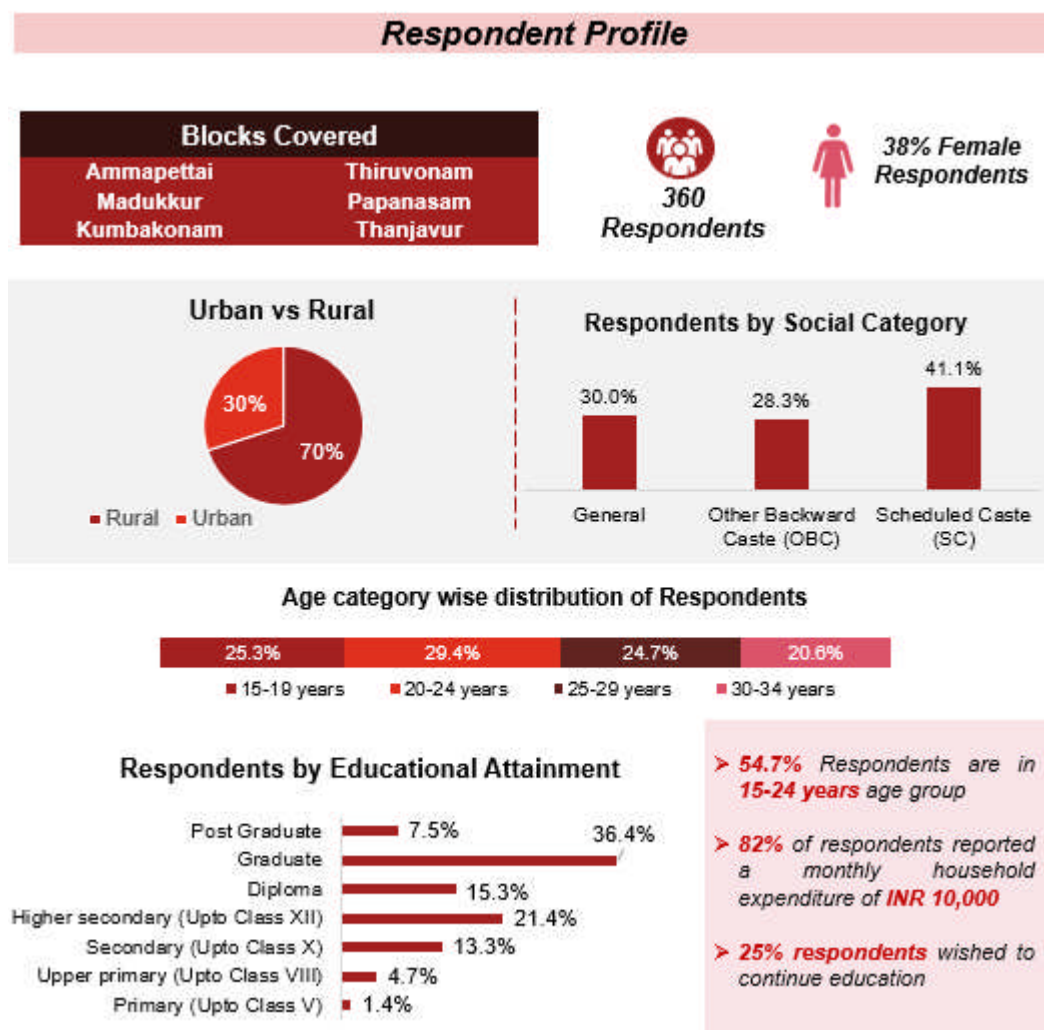 Respondent Profile
Blocks Covered
Ammapettai Thiruvonam
Madukkur Papanasam
Kumbakonam Thanjavur
360
Respondents
38% Female
Respondents
Urban vs Rural
30%
70%
Rural Urban
Respondents by Social Category
30.0% 28.3% 41.1%
General Other Backward Scheduled Caste
Caste (OBC) (SC)
Age category wise distribution of Respondents
25.3% 29.4% 24.7% 20.6%
15-19 years 20-24 years 25-29 years 30-34 years
Respondents by Educational Attainment
Post Graduate 7.5%
Graduate 36.4%
Diploma 15.3%
Higher secondary (Upto Class XII) 21.4%
Secondary (Upto Class X) 13.3%
Upper primary (Upto Class VIII) 4.7%
Primary (Upto Class V) 1.4%
54.7% Respondents are in
15-24 years age group
82% of respondents reported
a monthly household
expenditure of INR 10,000
25% respondents wished to
continue education